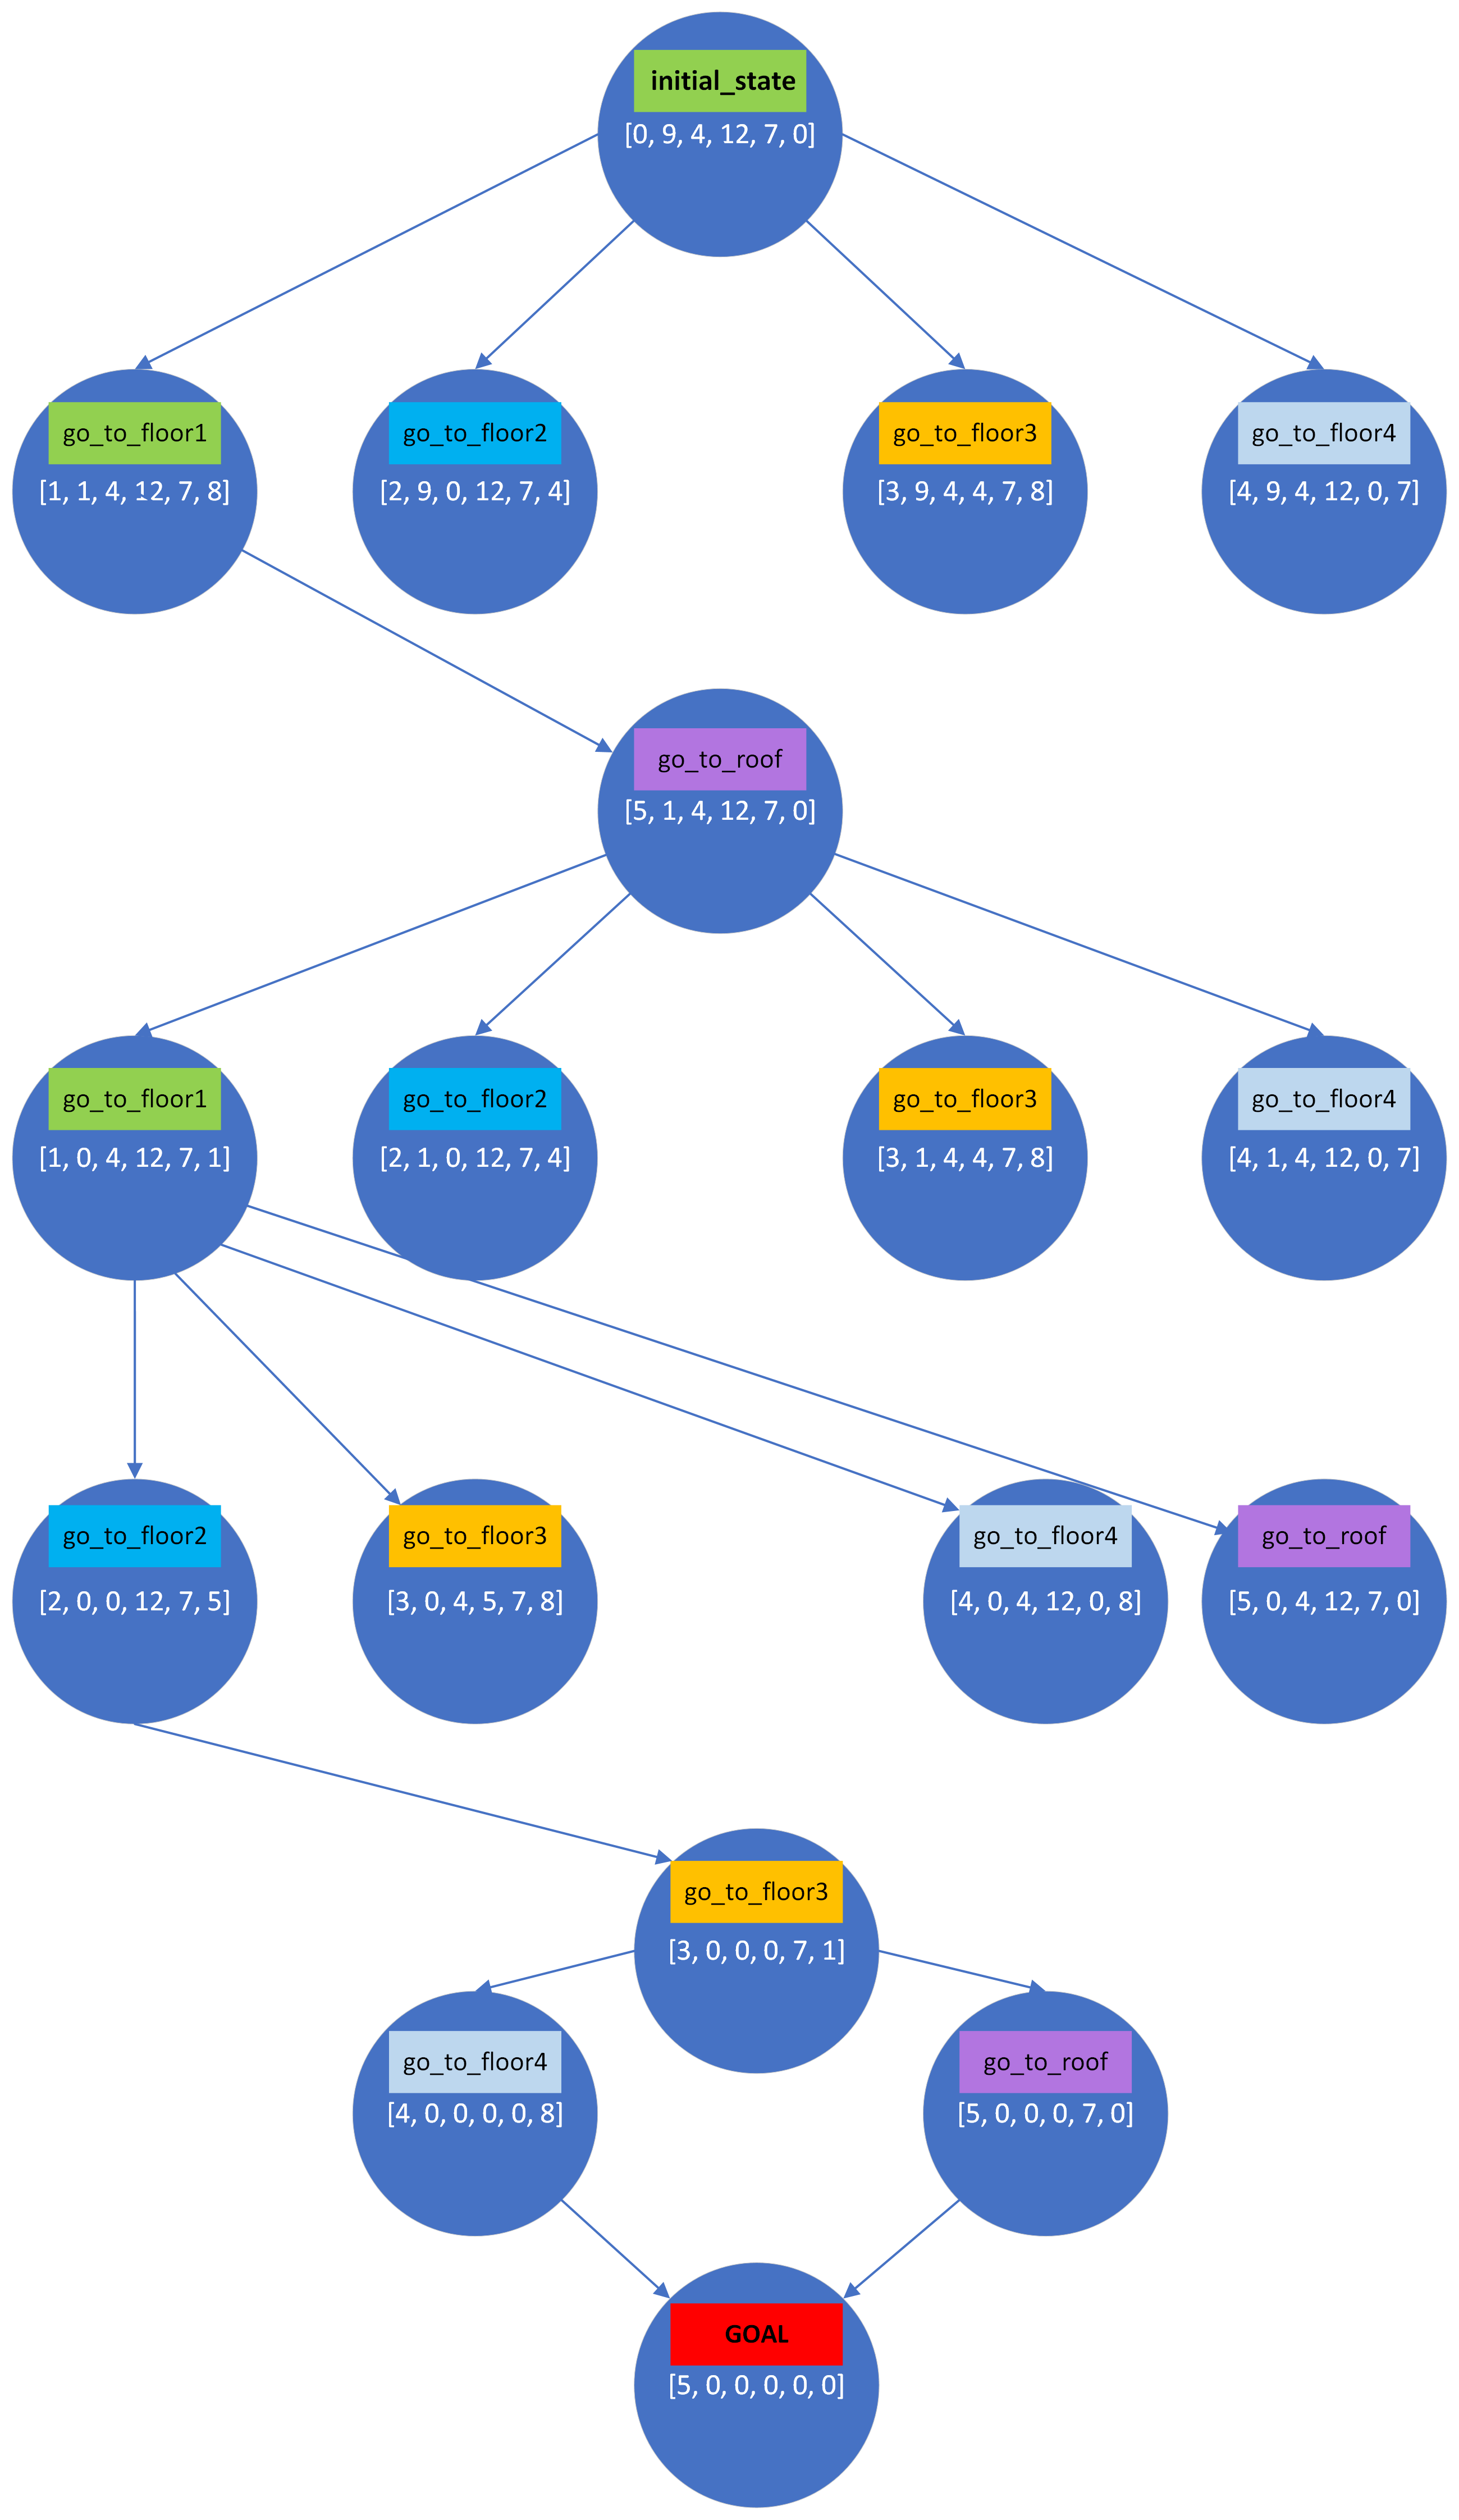 initial_state
[0, 9, 4, 12, 7, 0]
go_to_floor1
[1, 1, 4, 12, 7, 8]
go_to_floor2
[2, 9, 0, 12, 7, 4]
go_to_floor3
[3, 9, 4, 4, 7, 8]
go_to_floor4
[4, 9, 4, 12, 0, 7]
go_to_roof
[5, 1, 4, 12, 7, 0]
go_to_floor1
[1, 0, 4, 12, 7, 1]
go_to_floor2
[2, 1, 0, 12, 7, 4]
go_to_floor3
[3, 1, 4, 4, 7, 8]
go_to_floor4
[4, 1, 4, 12, 0, 7]
go_to_floor2
[2, 0, 0, 12, 7, 5]
go_to_floor3
[3, 0, 4, 5, 7, 8]
go_to_floor4
[4, 0, 4, 12, 0, 8]
go_to_roof
[5, 0, 4, 12, 7, 0]
go_to_floor3
[3, 0, 0, 0, 7, 1]
go_to_floor4
[4, 0, 0, 0, 0, 8]
go_to_roof
[5, 0, 0, 0, 7, 0]
GOAL
[5, 0, 0, 0, 0, 0]